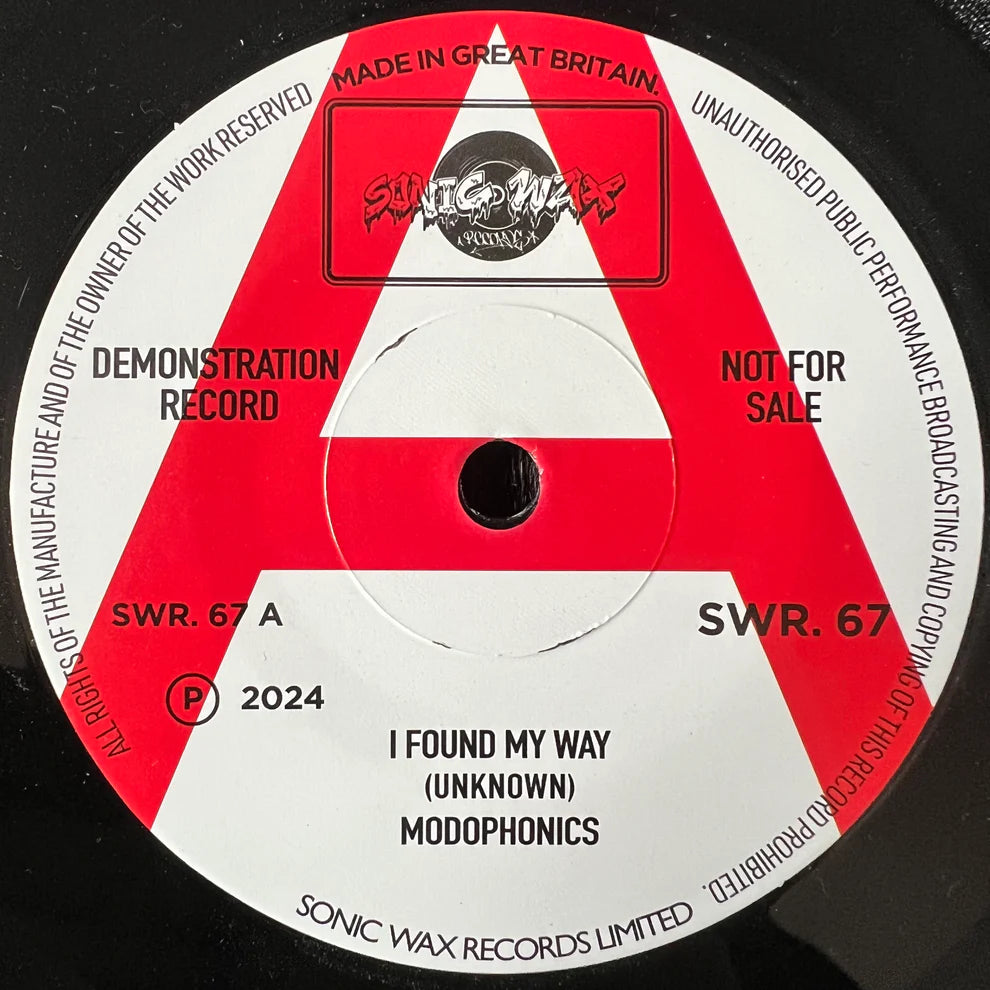 MADE IN GREAT BRITAIN.
SONIC WAX
RECORDS
ALL RIGHTS OF THE MANUFACTURE AND OF THE OWNER OF THE WORK RESERVED
UNAUTHORISED PUBLIC PERFORMANCE BROADCASTING AND COPYING OF THIS RECORD PROHIBITED.
DEMONSTRATION
RECORD
NOT FOR
SALE
SWR. 67 A
SWR. 67
P 2024
I FOUND MY WAY
(UNKNOWN)
MODOPHONICS
SONIC WAX RECORDS LIMITED